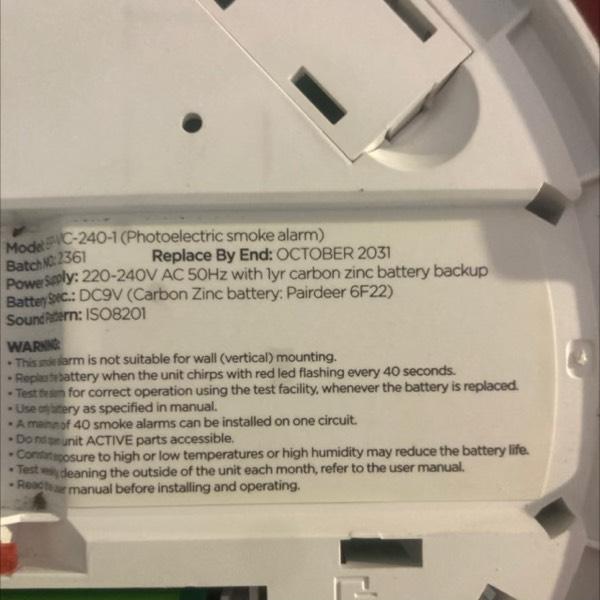 Model: EP-VC-240-1 (Photoelectric smoke alarm)
Batch NO: 2361 Replace By End: OCTOBER 2031
Power Supply: 220-240V AC 50Hz with 1yr carbon zinc battery backup
Battery Spec.: DC9V (Carbon Zinc battery: Pairdeer 6F22)
Sound Pattern: ISO8201
WARNING:
• This smoke alarm is not suitable for wall (vertical) mounting.
• Replace the battery when the unit chirps with red led flashing every 40 seconds.
• Test the alarm for correct operation using the test facility, whenever the battery is replaced.
• Use only battery as specified in manual.
• A maximum of 40 smoke alarms can be installed on one circuit.
• Do not open unit ACTIVE parts accessible.
• Constant exposure to high or low temperatures or high humidity may reduce the battery life.
• Test weekly cleaning the outside of the unit each month, refer to the user manual.
• Read the user manual before installing and operating.